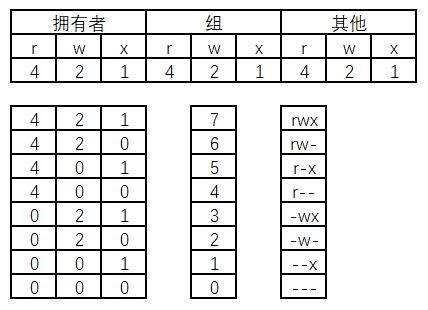 拥有者 组 其他
r w x r w x r w x
4 2 1 4 2 1 4 2 1
4 2 1 7 rwx
4 2 0 6 rw-
4 0 1 5 r-x
4 0 0 4 r--
0 2 1 3 -wx
0 2 0 2 -w-
0 0 1 1 --x
0 0 0 0 ---